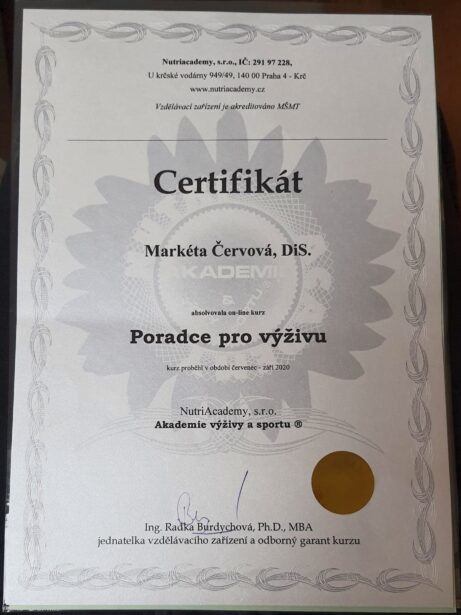 Nutriacademy, s.r.o., IČ: 291 97 228,
U krčské vodárny 949/49, 140 00 Praha 4 - Krč
www.nutriacademy.cz
Vzdělávací zařízení je akreditováno MŠMT
Certifikát
Markéta Červová, DiS.
AKADEMIE
&
absolvovala on-line kurz
Poradce pro výživu
kurz proběhl v období červenec - září 2020
NutriAcademy, s.r.o.
Akademie výživy a sportu ®
Ing. Radka Burdychová, Ph.D., MBA
jednatelka vzdělávacího zařízení a odborný garant kurzu